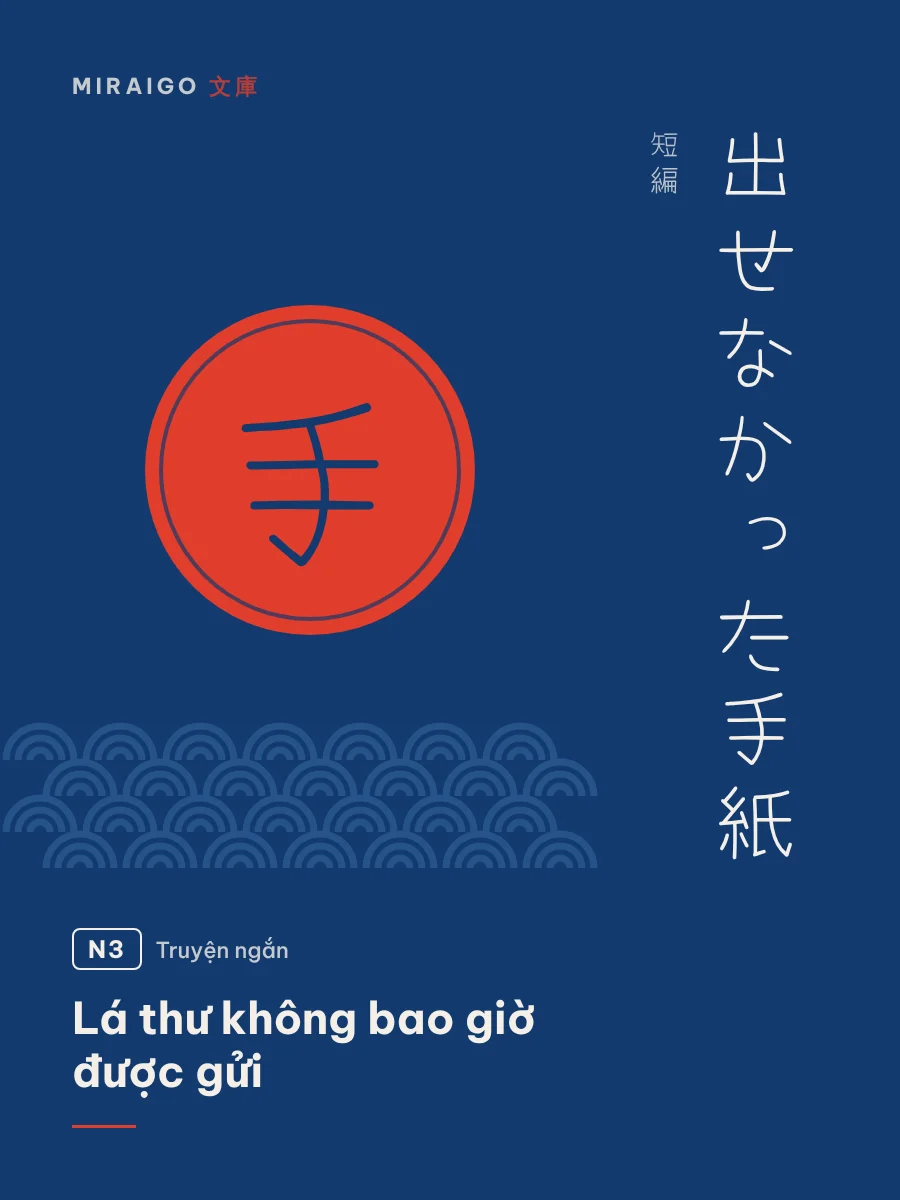 MIRAIGO 文庫
出せなかった手紙
短編
手
N3 Truyện ngắn
Lá thư không bao giờ
được gửi